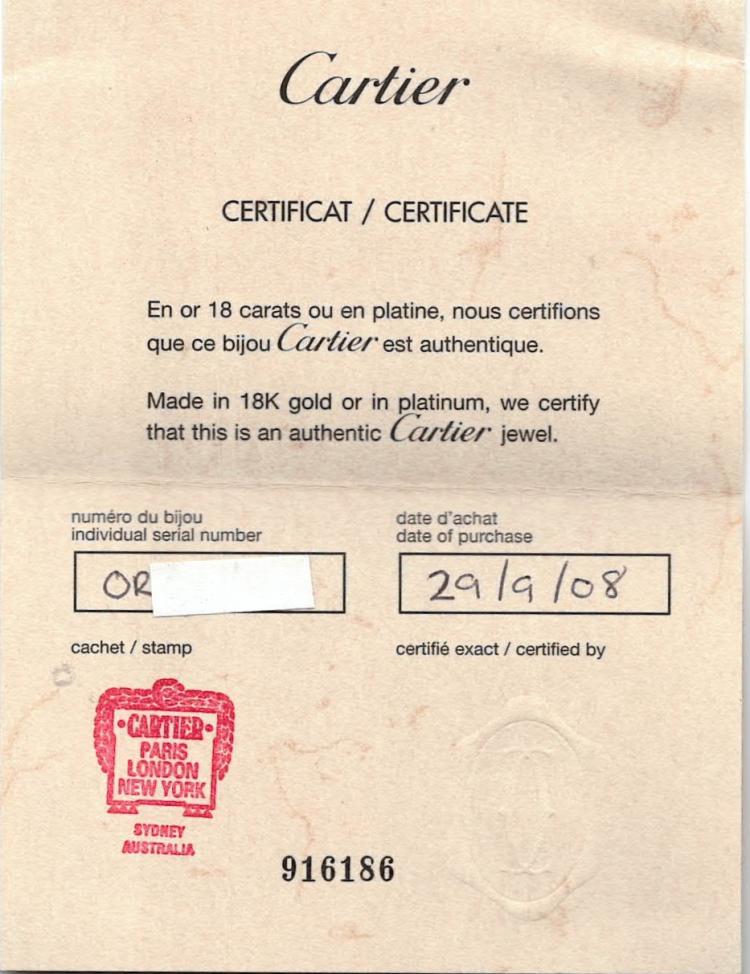 Cartier
CERTIFICAT / CERTIFICATE
En or 18 carats ou en platine, nous certifions
que ce bijou Cartier est authentique.
Made in 18K gold or in platinum, we certify
that this is an authentic Cartier jewel.
numéro du bijou
individual serial number
OR
date d'achat
date of purchase
29/9/08
cachet / stamp
certifié exact / certified by
•CARTIER•
PARIS
LONDON
NEW YORK
SYDNEY
AUSTRALIA
916186